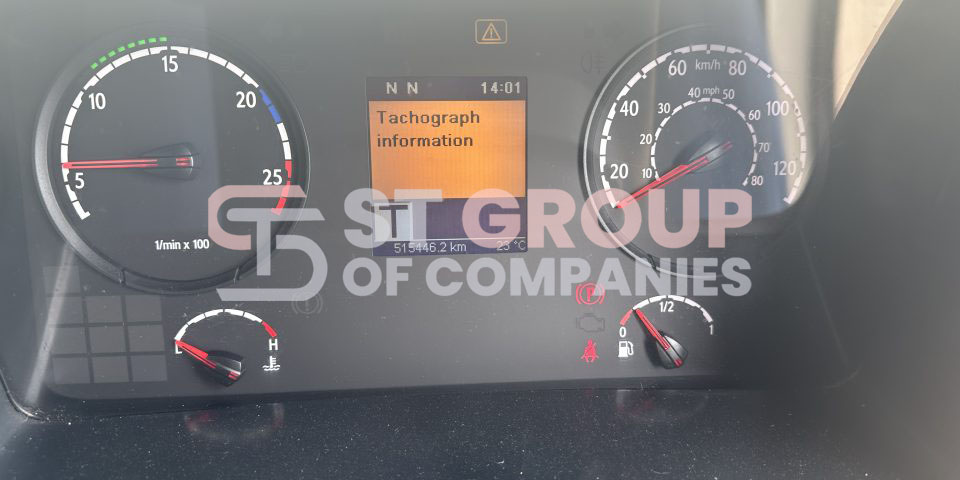 N N 14:01
Tachograph
information
T
515446.2 km 23 °C
5 10 15 20 25
1/min x 100
20 40 60 km/h 80 100 120
10 30 40 mph 50 60 70 80
ST GROUP
OF COMPANIES
L H
0 1/2 1
P